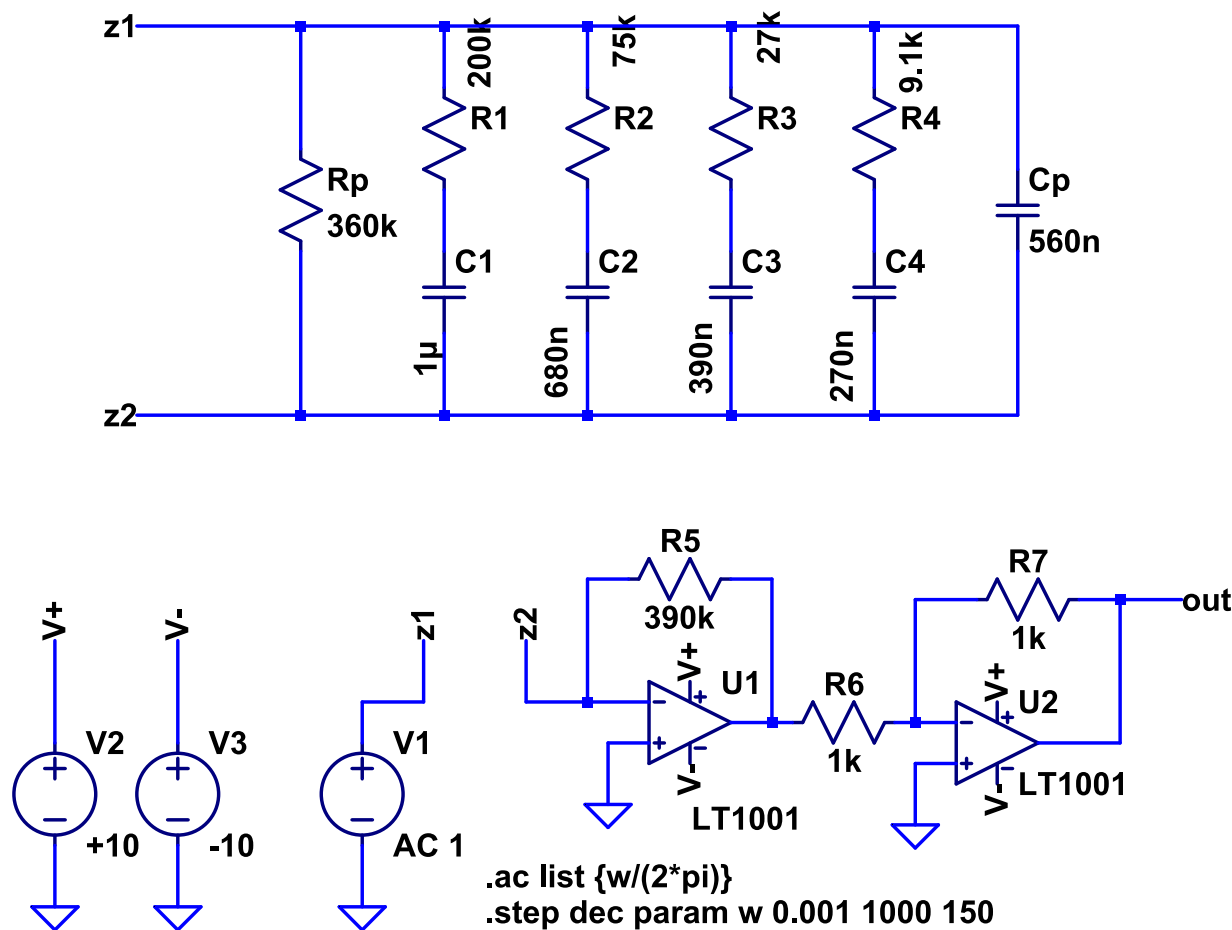 z1
200k
75k
27k
9.1k
R1
R2
R3
R4
Rp
360k
Cp
560n
C1
C2
C3
C4
1µ
680n
390n
270n
z2
R5
390k
R7
1k
out
V+
V-
z1
z2
V+
V-
U1
R6
1k
V+
V-
U2
LT1001
LT1001
V2
+10
V3
-10
V1
AC 1
.ac list {w/(2*pi)}
.step dec param w 0.001 1000 150